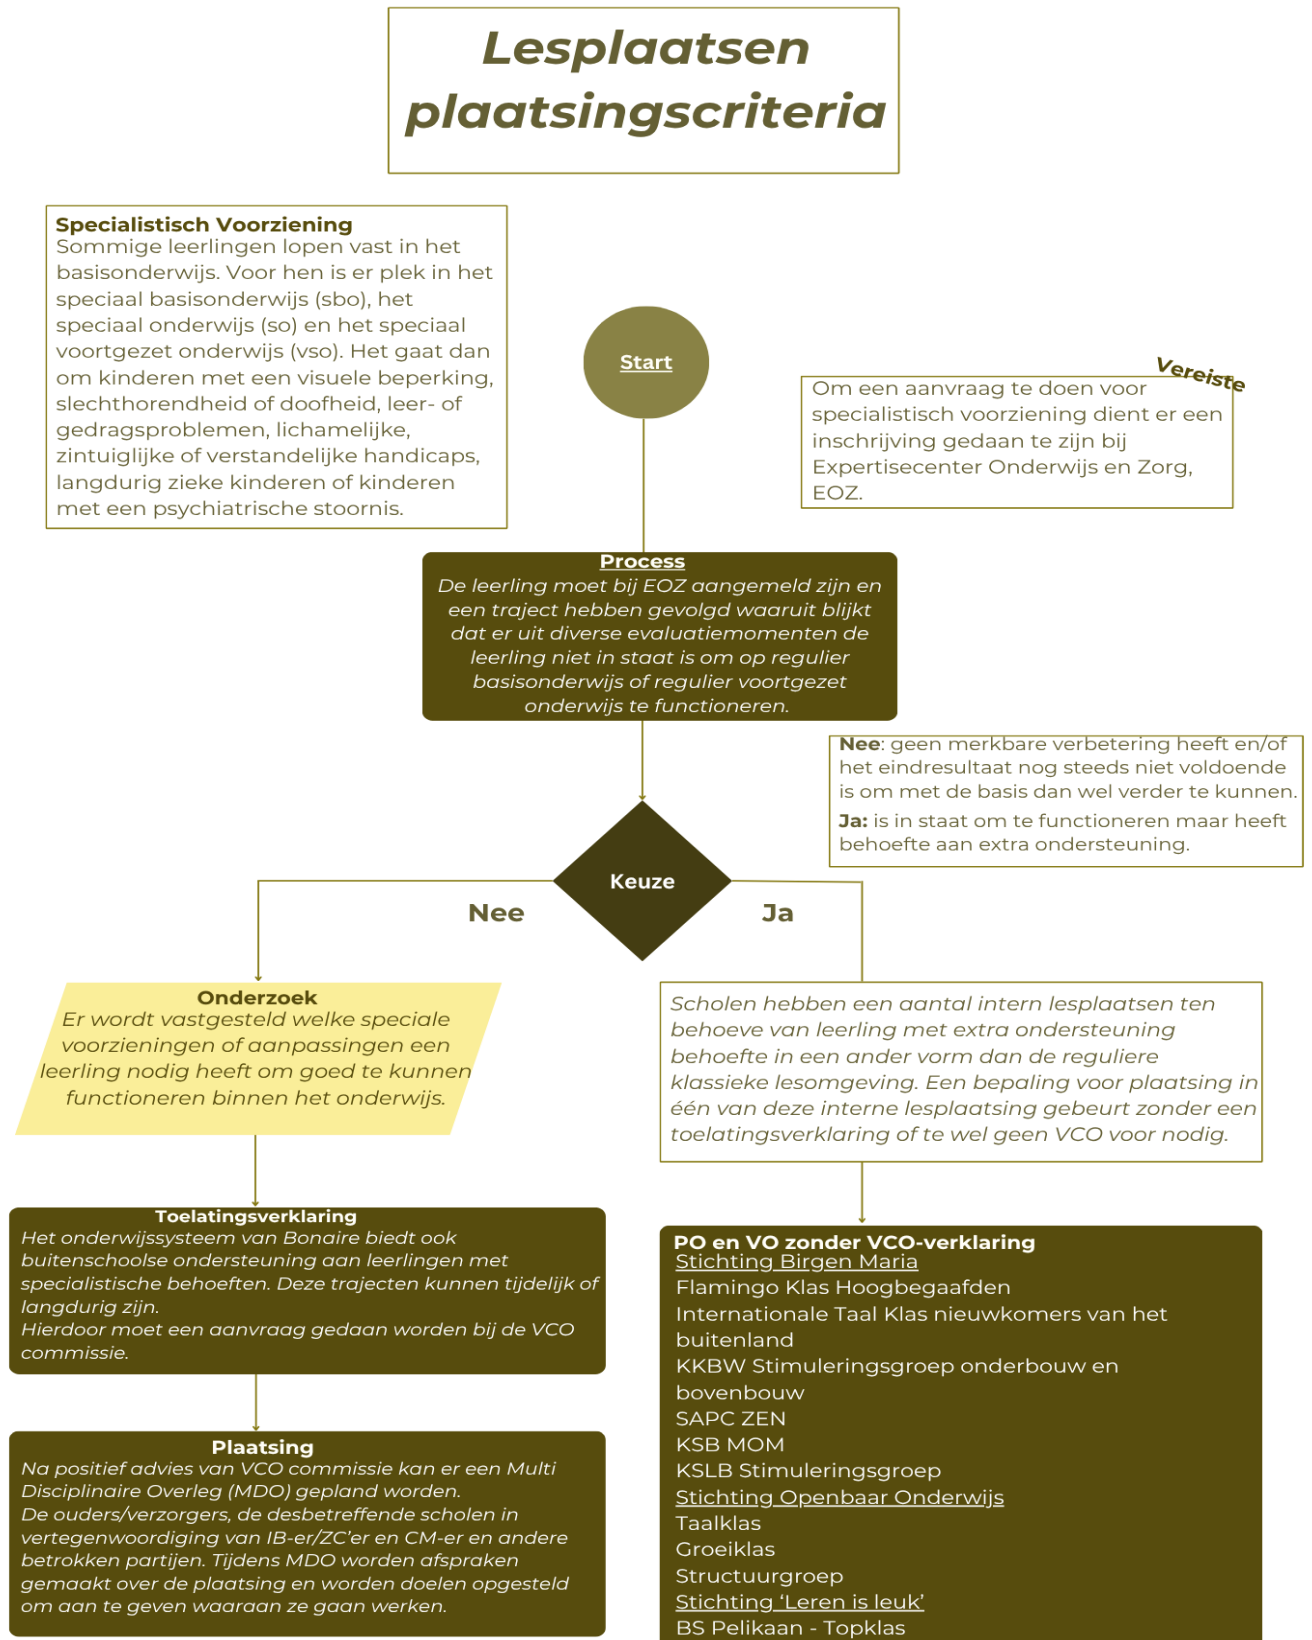 Lesplaatsen
plaatsingscriteria
Specialistisch Voorziening
Sommige leerlingen lopen vast in het
basisonderwijs. Voor hen is er plek in het
speciaal basisonderwijs (sbo), het
speciaal onderwijs (so) en het speciaal
voortgezet onderwijs (vso). Het gaat dan
om kinderen met een visuele beperking,
slechthorendheid of doofheid, leer- of
gedragsproblemen, lichamelijke,
zintuiglijke of verstandelijke handicaps,
langdurig zieke kinderen of kinderen
met een psychiatrische stoornis.
Start
Vereiste
Om een aanvraag te doen voor
specialistisch voorziening dient er een
inschrijving gedaan te zijn bij
Expertisecenter Onderwijs en Zorg,
EOZ.
Process
De leerling moet bij EOZ aangemeld zijn en
een traject hebben gevolgd waaruit blijkt
dat er uit diverse evaluatiemomenten de
leerling niet in staat is om op regulier
basisonderwijs of regulier voortgezet
onderwijs te functioneren.
Nee: geen merkbare verbetering heeft en/of
het eindresultaat nog steeds niet voldoende
is om met de basis dan wel verder te kunnen.
Ja: is in staat om te functioneren maar heeft
behoefte aan extra ondersteuning.
Keuze
Nee
Ja
Onderzoek
Er wordt vastgesteld welke speciale
voorzieningen of aanpassingen een
leerling nodig heeft om goed te kunnen
functioneren binnen het onderwijs.
Scholen hebben een aantal intern lesplaatsen ten
behoeve van leerling met extra ondersteuning
behoefte in een ander vorm dan de reguliere
klassieke lesomgeving. Een bepaling voor plaatsing in
één van deze interne lesplaatsing gebeurt zonder een
toelatingsverklaring of te wel geen VCO voor nodig.
Toelatingsverklaring
Het onderwijssysteem van Bonaire biedt ook
buitenschoolse ondersteuning aan leerlingen met
specialistische behoeften. Deze trajecten kunnen tijdelijk of
langdurig zijn.
Hierdoor moet een aanvraag gedaan worden bij de VCO
commissie.
Plaatsing
Na positief advies van VCO commissie kan er een Multi
Disciplinaire Overleg (MDO) gepland worden.
De ouders/verzorgers, de desbetreffende scholen in
vertegenwoordiging van IB-er/ZC'er en CM-er en andere
betrokken partijen. Tijdens MDO worden afspraken
gemaakt over de plaatsing en worden doelen opgesteld
om aan te geven waaraan ze gaan werken.
PO en VO zonder VCO-verklaring
Stichting Birgen Maria
Flamingo Klas Hoogbegaafden
Internationale Taal Klas nieuwkomers van het
buitenland
KKBW Stimuleringsgroep onderbouw en
bovenbouw
SAPC ZEN
KSB MOM
KSLB Stimuleringsgroep
Stichting Openbaar Onderwijs
Taalklas
Groeiklas
Structuurgroep
Stichting ‘Leren is leuk’
BS Pelikaan - Topklas